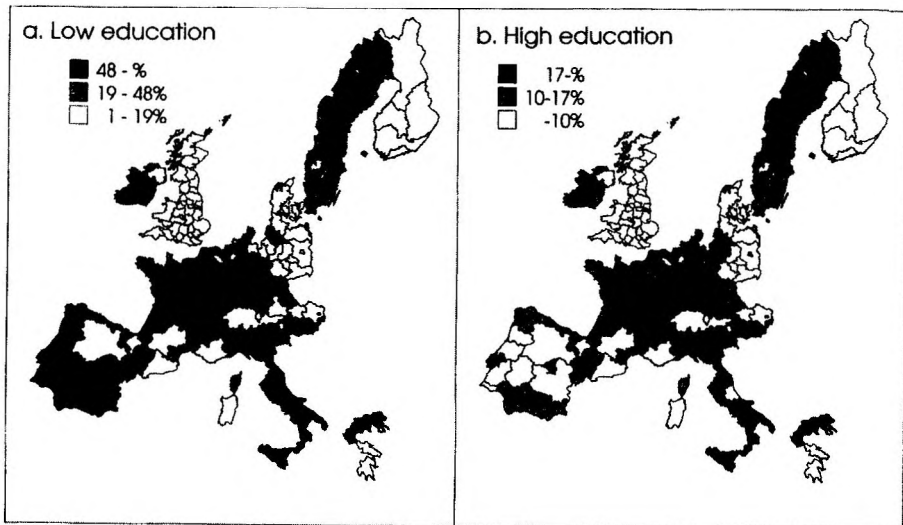 a. Low education
48 - %
19 - 48%
1 - 19%
b. High education
17-%
10-17%
-10%